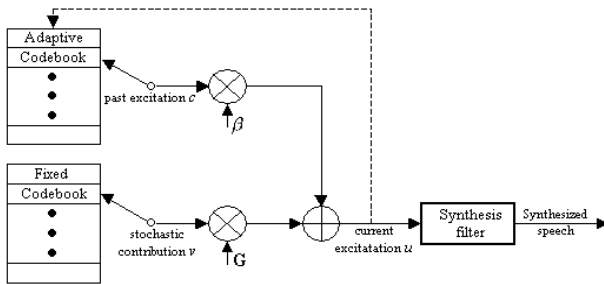 Adaptive
Codebook
past excitation c
β
Fixed
Codebook
stochastic
contribution v
G
current
excitatation u
Synthesis
filter
Synthesized
speech